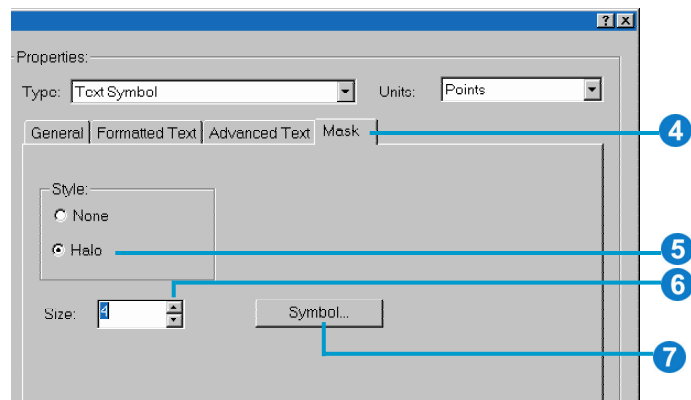 ? X
Properties:
Type: Text Symbol Units: Points
General Formatted Text Advanced Text Mask 4
Style:
None
Halo 5
6
Size: 4 Symbol...
7